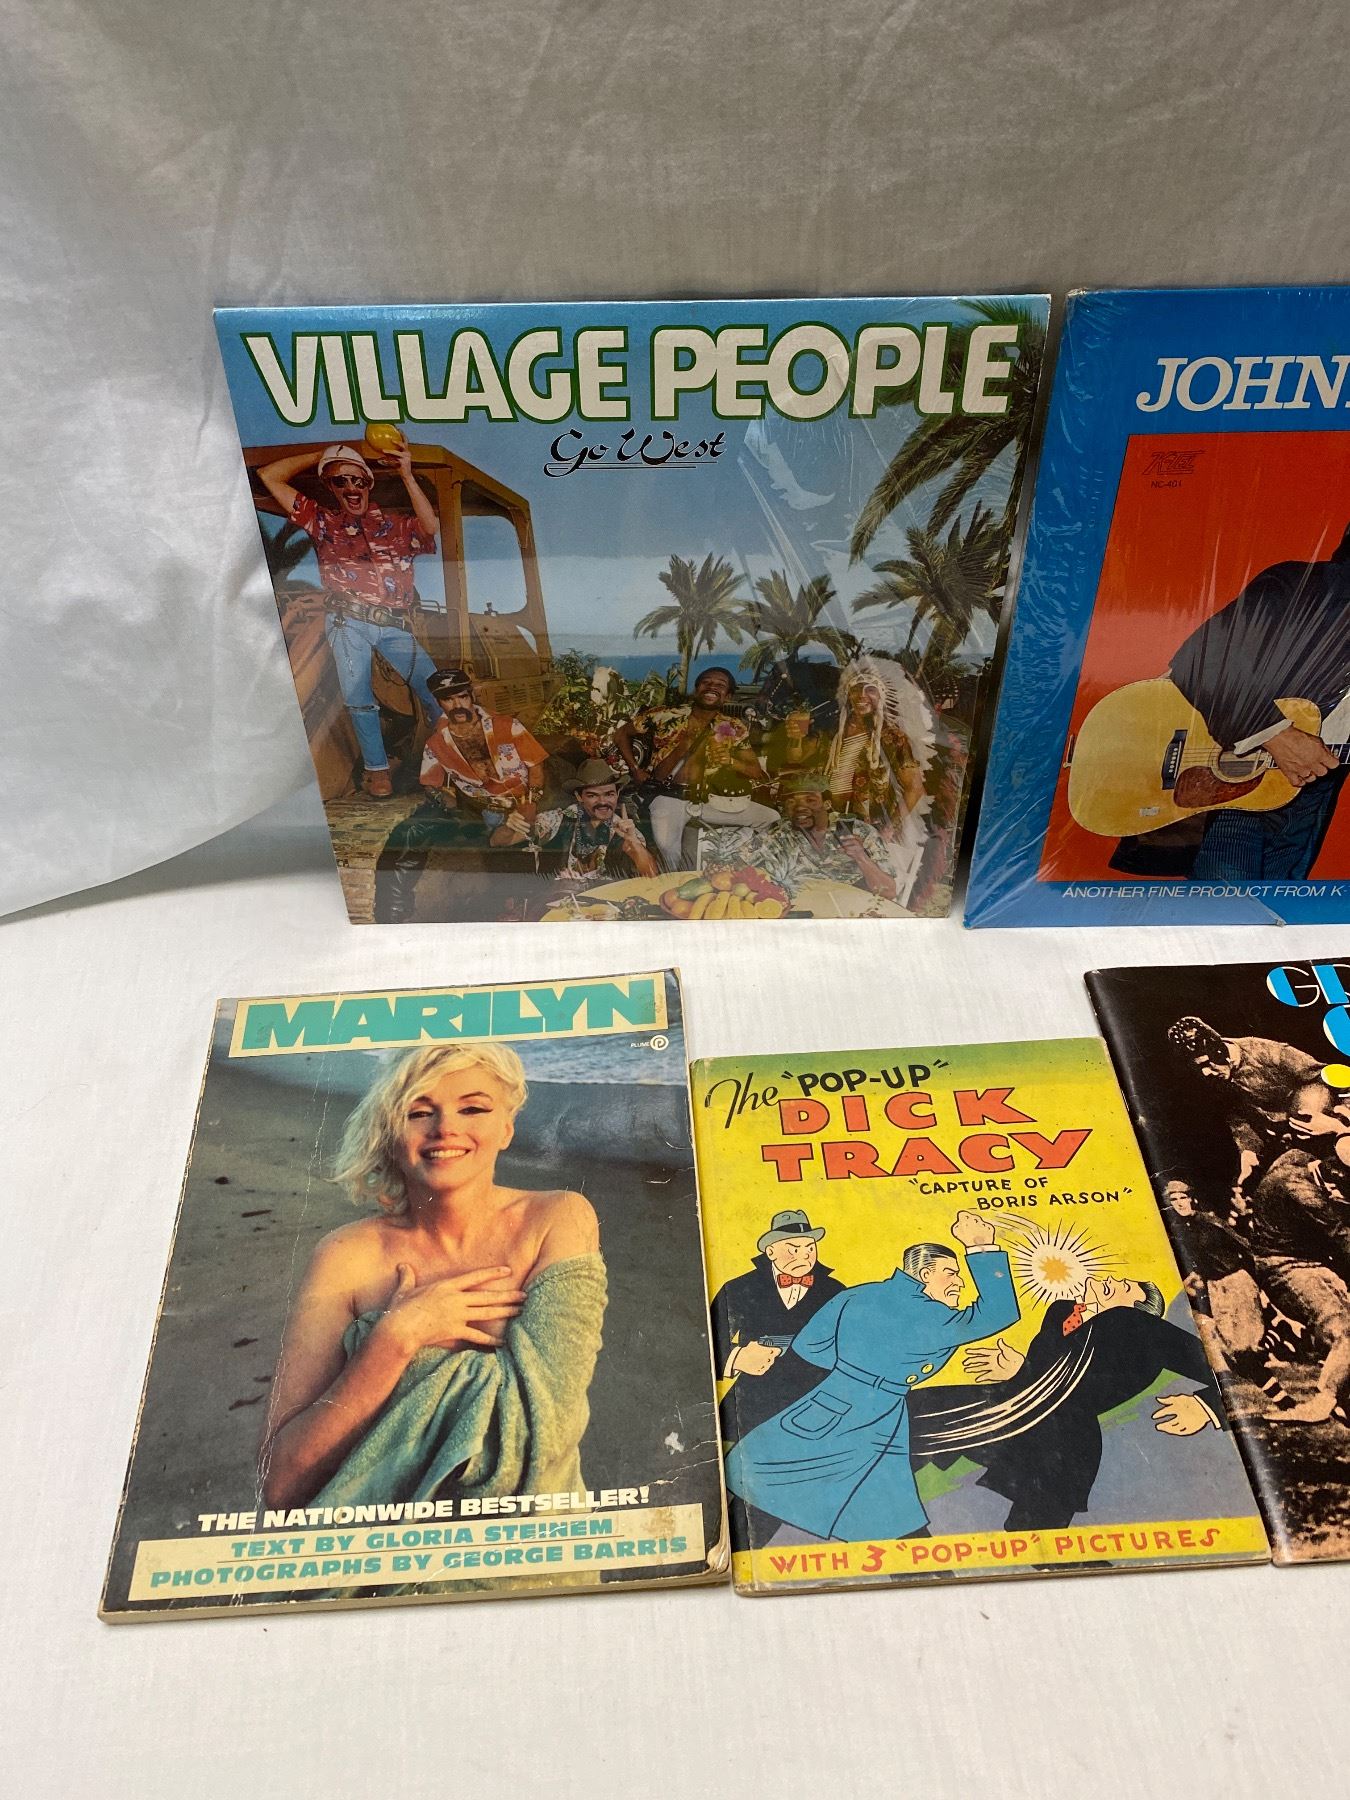 VILLAGE PEOPLE
Go West
JOHN
K-Tel
NC-401
ANOTHER FINE PRODUCT FROM K-
MARILYN
PLUME
THE NATIONWIDE BESTSELLER!
TEXT BY GLORIA STEINEM
PHOTOGRAPHS BY GEORGE BARRIS
The "POP-UP"
DICK
TRACY
"CAPTURE OF
BORIS ARSON"
WITH 3 "POP-UP" PICTURES